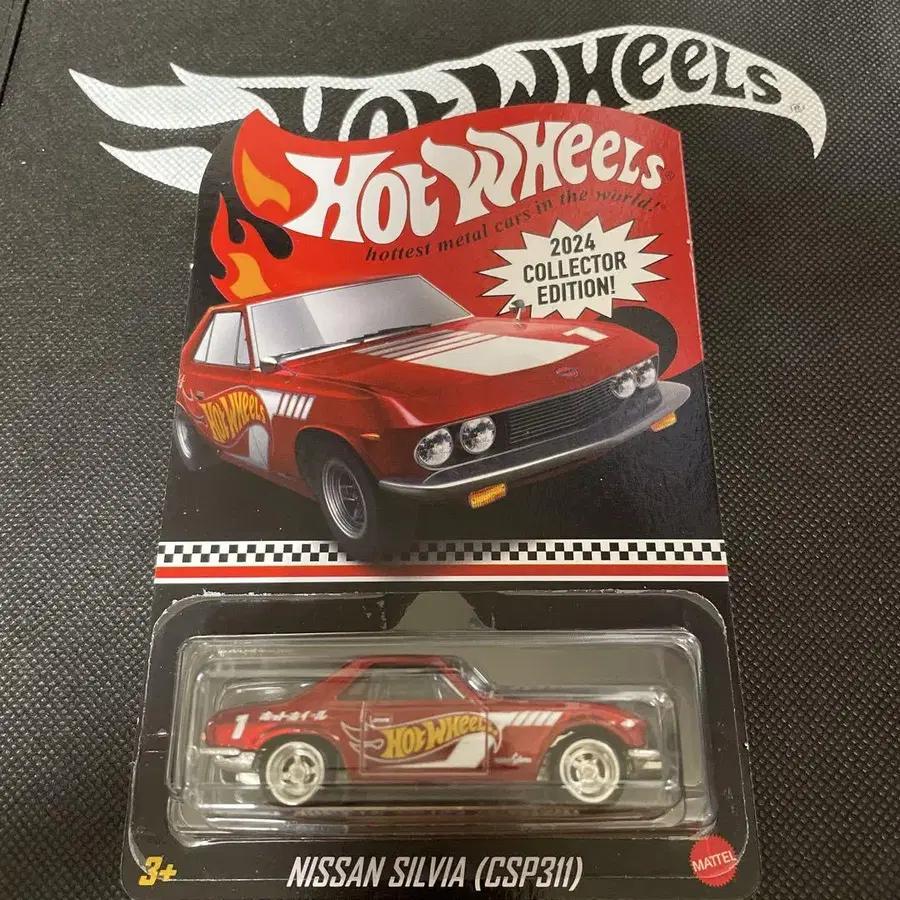 HOT WHEELS®
HOT WHEELS®
hottest metal cars in the world!®
2024
COLLECTOR
EDITION!
1
HOT WHEELS
1 ホットホイール
HOT WHEELS
3+
NISSAN SILVIA (CSP311)
MATTEL